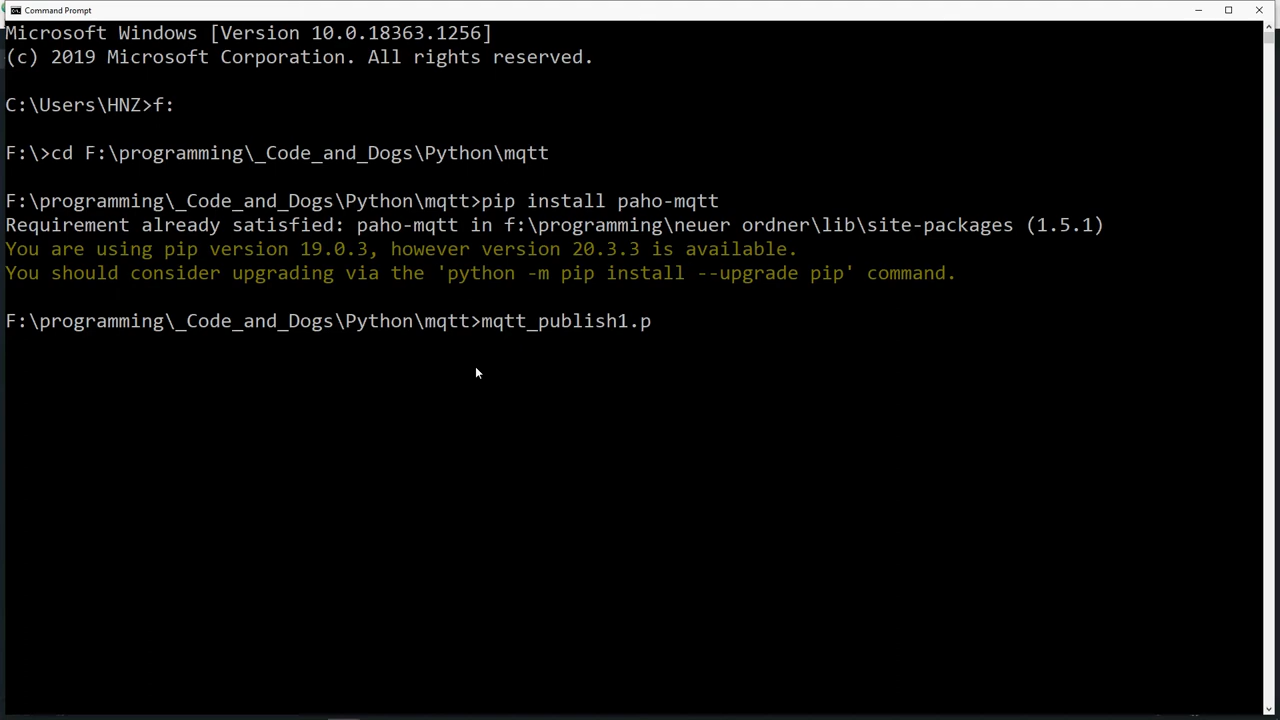 Command Prompt
Microsoft Windows [Version 10.0.18363.1256]
(c) 2019 Microsoft Corporation. All rights reserved.
C:\Users\HNZ>f:
F:\>cd F:\programming\_Code_and_Dogs\Python\mqtt
F:\programming\_Code_and_Dogs\Python\mqtt>pip install paho-mqtt
Requirement already satisfied: paho-mqtt in f:\programming\neuer ordner\lib\site-packages (1.5.1)
You are using pip version 19.0.3, however version 20.3.3 is available.
You should consider upgrading via the 'python -m pip install --upgrade pip' command.
F:\programming\_Code_and_Dogs\Python\mqtt>mqtt_publish1.p